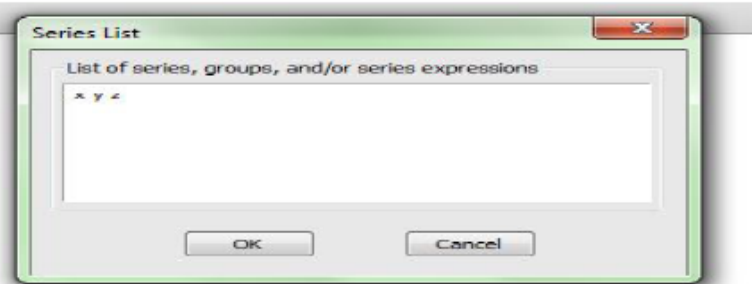 Series List
List of series, groups, and/or series expressions
x y z
OK
Cancel